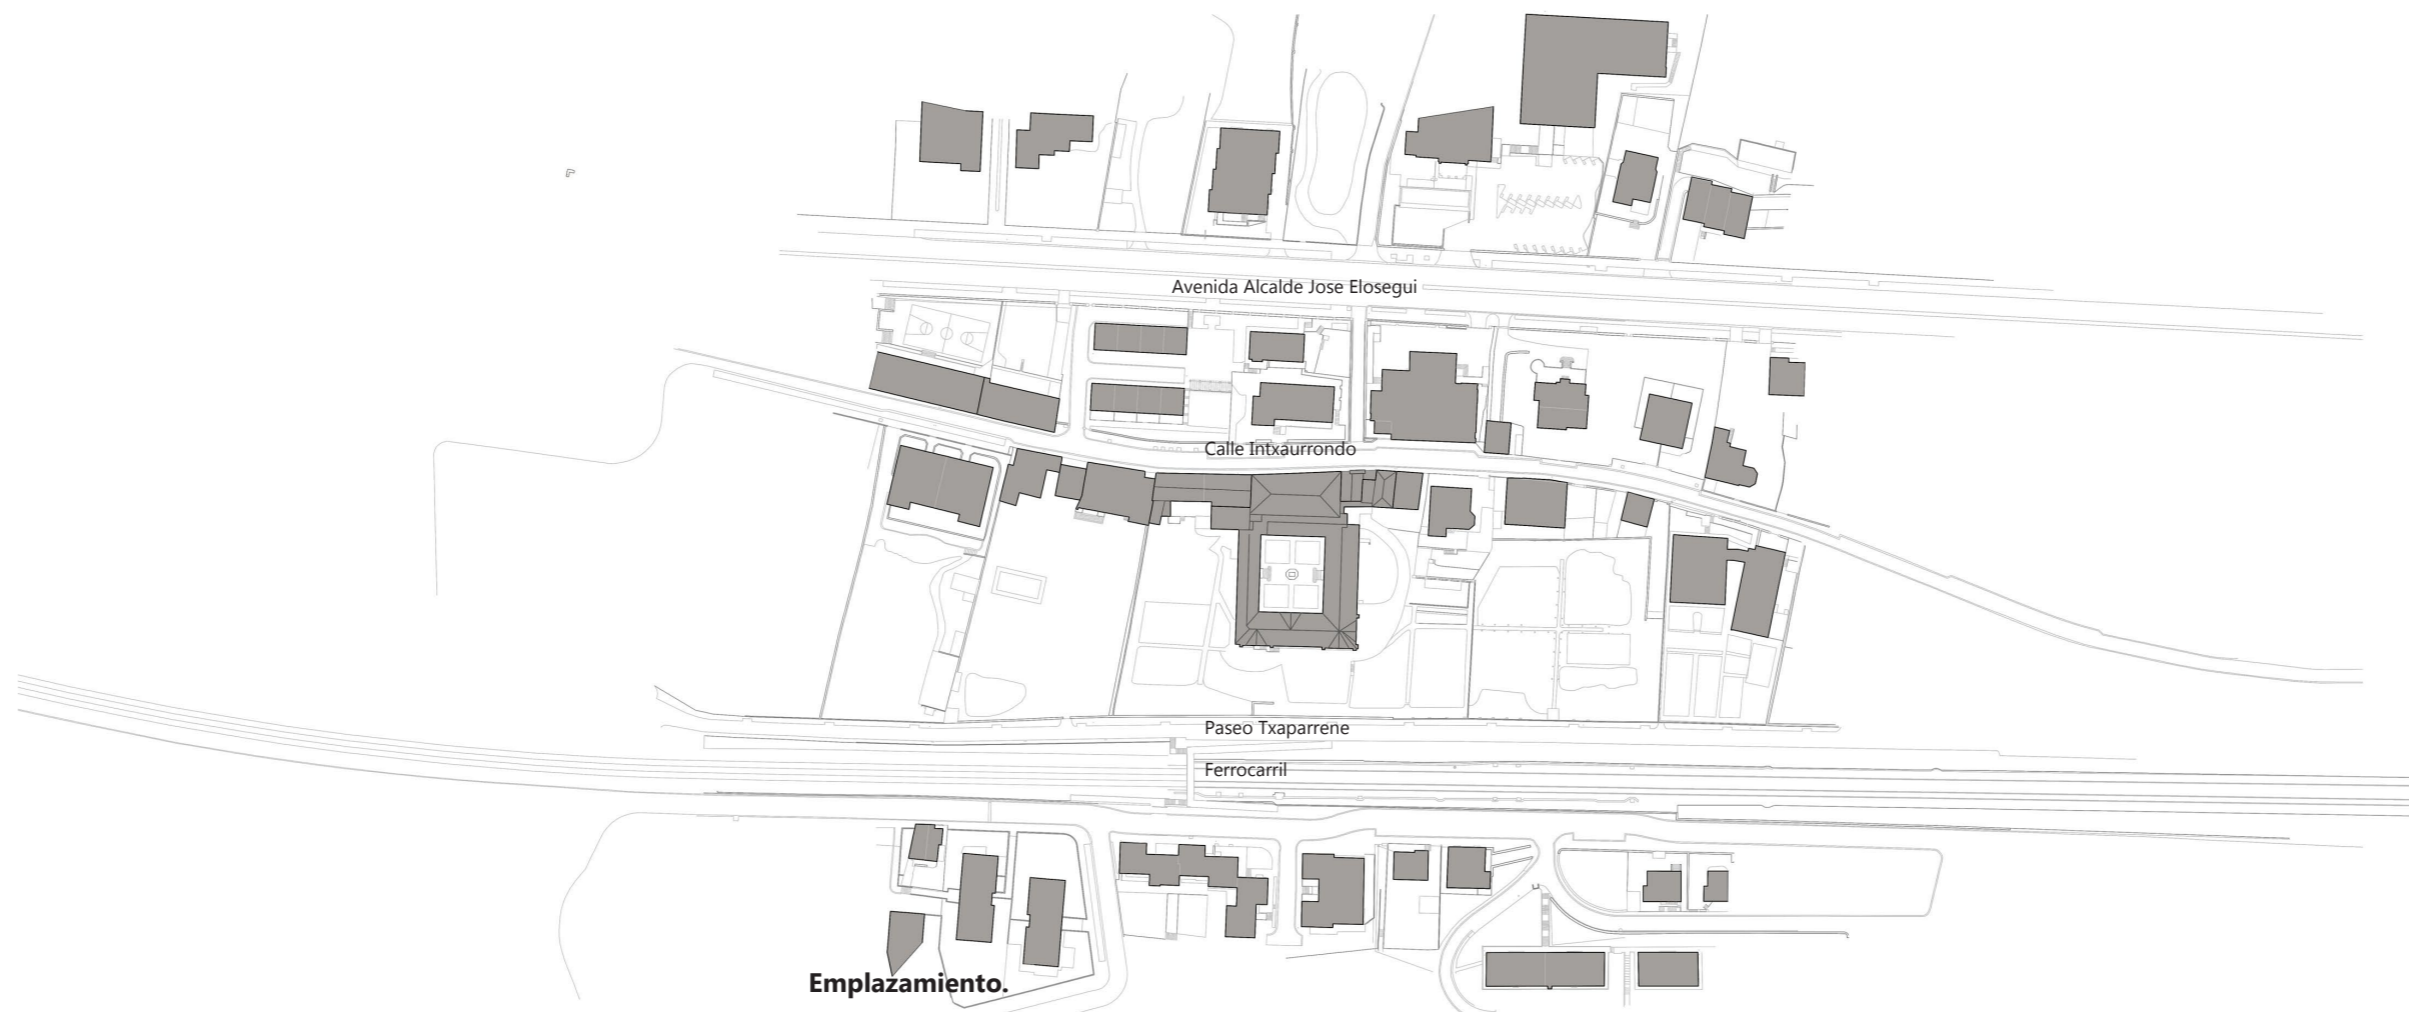 Avenida Alcalde Jose Elosegui
Calle Intxaurrondo
Paseo Txaparrene
Ferrocarril
Emplazamiento.